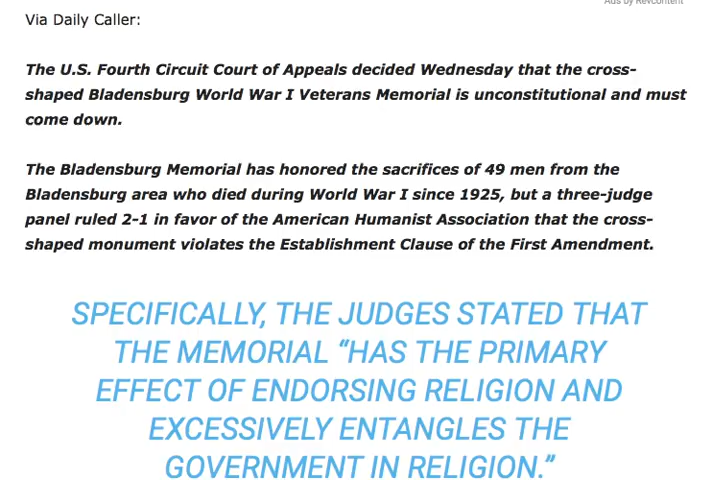 Ads by Revcontent
Via Daily Caller:
The U.S. Fourth Circuit Court of Appeals decided Wednesday that the cross-
shaped Bladensburg World War I Veterans Memorial is unconstitutional and must
come down.
The Bladensburg Memorial has honored the sacrifices of 49 men from the
Bladensburg area who died during World War I since 1925, but a three-judge
panel ruled 2-1 in favor of the American Humanist Association that the cross-
shaped monument violates the Establishment Clause of the First Amendment.
SPECIFICALLY, THE JUDGES STATED THAT
THE MEMORIAL “HAS THE PRIMARY
EFFECT OF ENDORSING RELIGION AND
EXCESSIVELY ENTANGLES THE
GOVERNMENT IN RELIGION.”